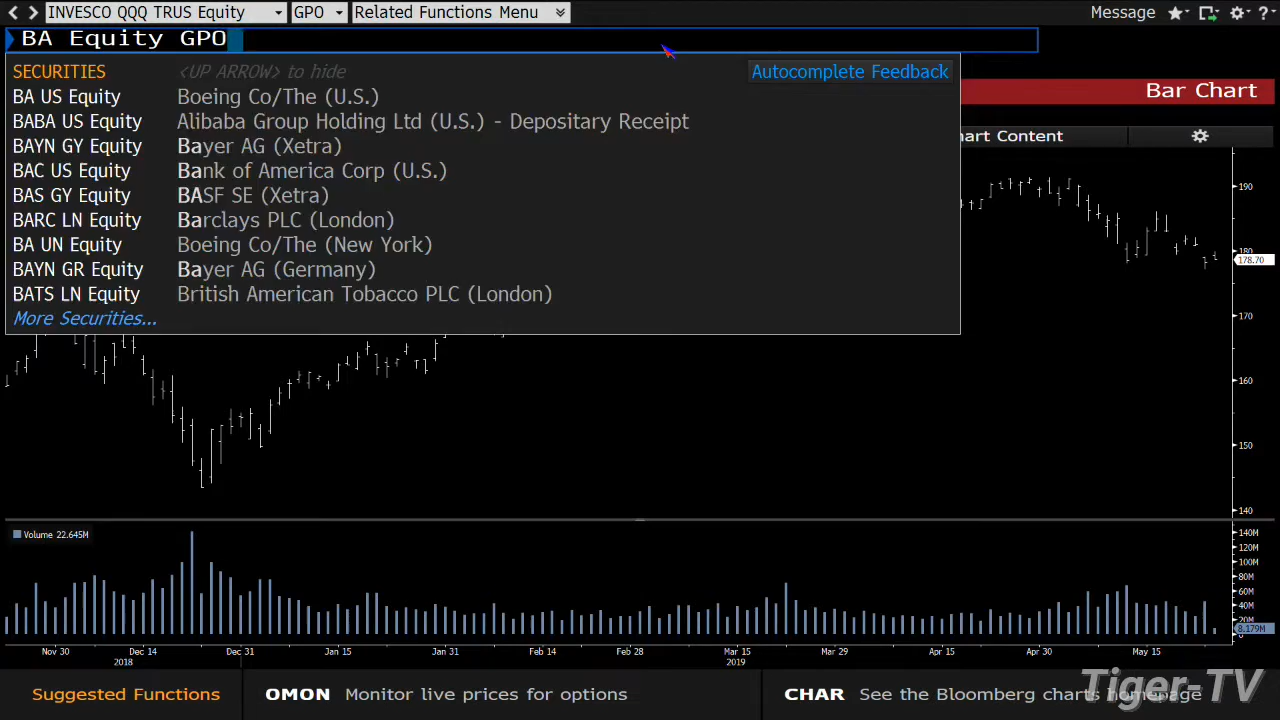 INVESCO QQQ TRUS Equity GPO Related Functions Menu Message
BA Equity GPO
SECURITIES <UP ARROW> to hide Autocomplete Feedback
BA US Equity Boeing Co/The (U.S.)
Bar Chart
BABA US Equity Alibaba Group Holding Ltd (U.S.) - Depositary Receipt
hart Content
BAYN GY Equity Bayer AG (Xetra)
BAC US Equity Bank of America Corp (U.S.)
BAS GY Equity BASF SE (Xetra)
BARC LN Equity Barclays PLC (London)
BA UN Equity Boeing Co/The (New York)
BAYN GR Equity Bayer AG (Germany)
BATS LN Equity British American Tobacco PLC (London)
More Securities...
190
180
178.70
170
160
150
140
Volume 22.645M
140M
120M
100M
80M
60M
40M
20M
8.179M
0
Nov 30 Dec 14 Dec 31 Jan 15 Jan 31 Feb 14 Feb 28 Mar 15 Mar 29 Apr 15 Apr 30 May 15
2018 2019
Suggested Functions OMON Monitor live prices for options CHAR See the Bloomberg charts homepage
Tiger-TV